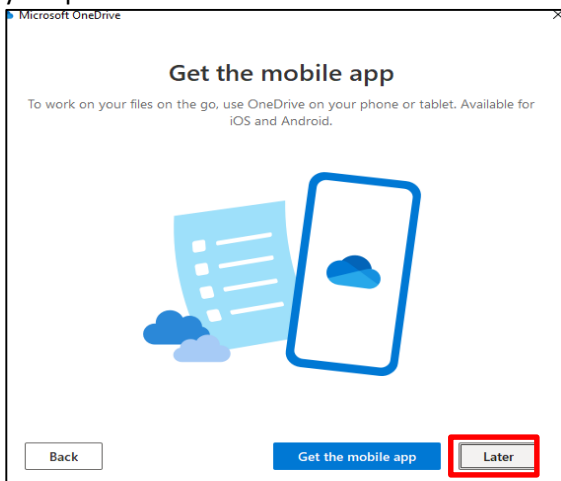 Microsoft OneDrive
Get the mobile app
To work on your files on the go, use OneDrive on your phone or tablet. Available for
iOS and Android.
Back
Get the mobile app
Later